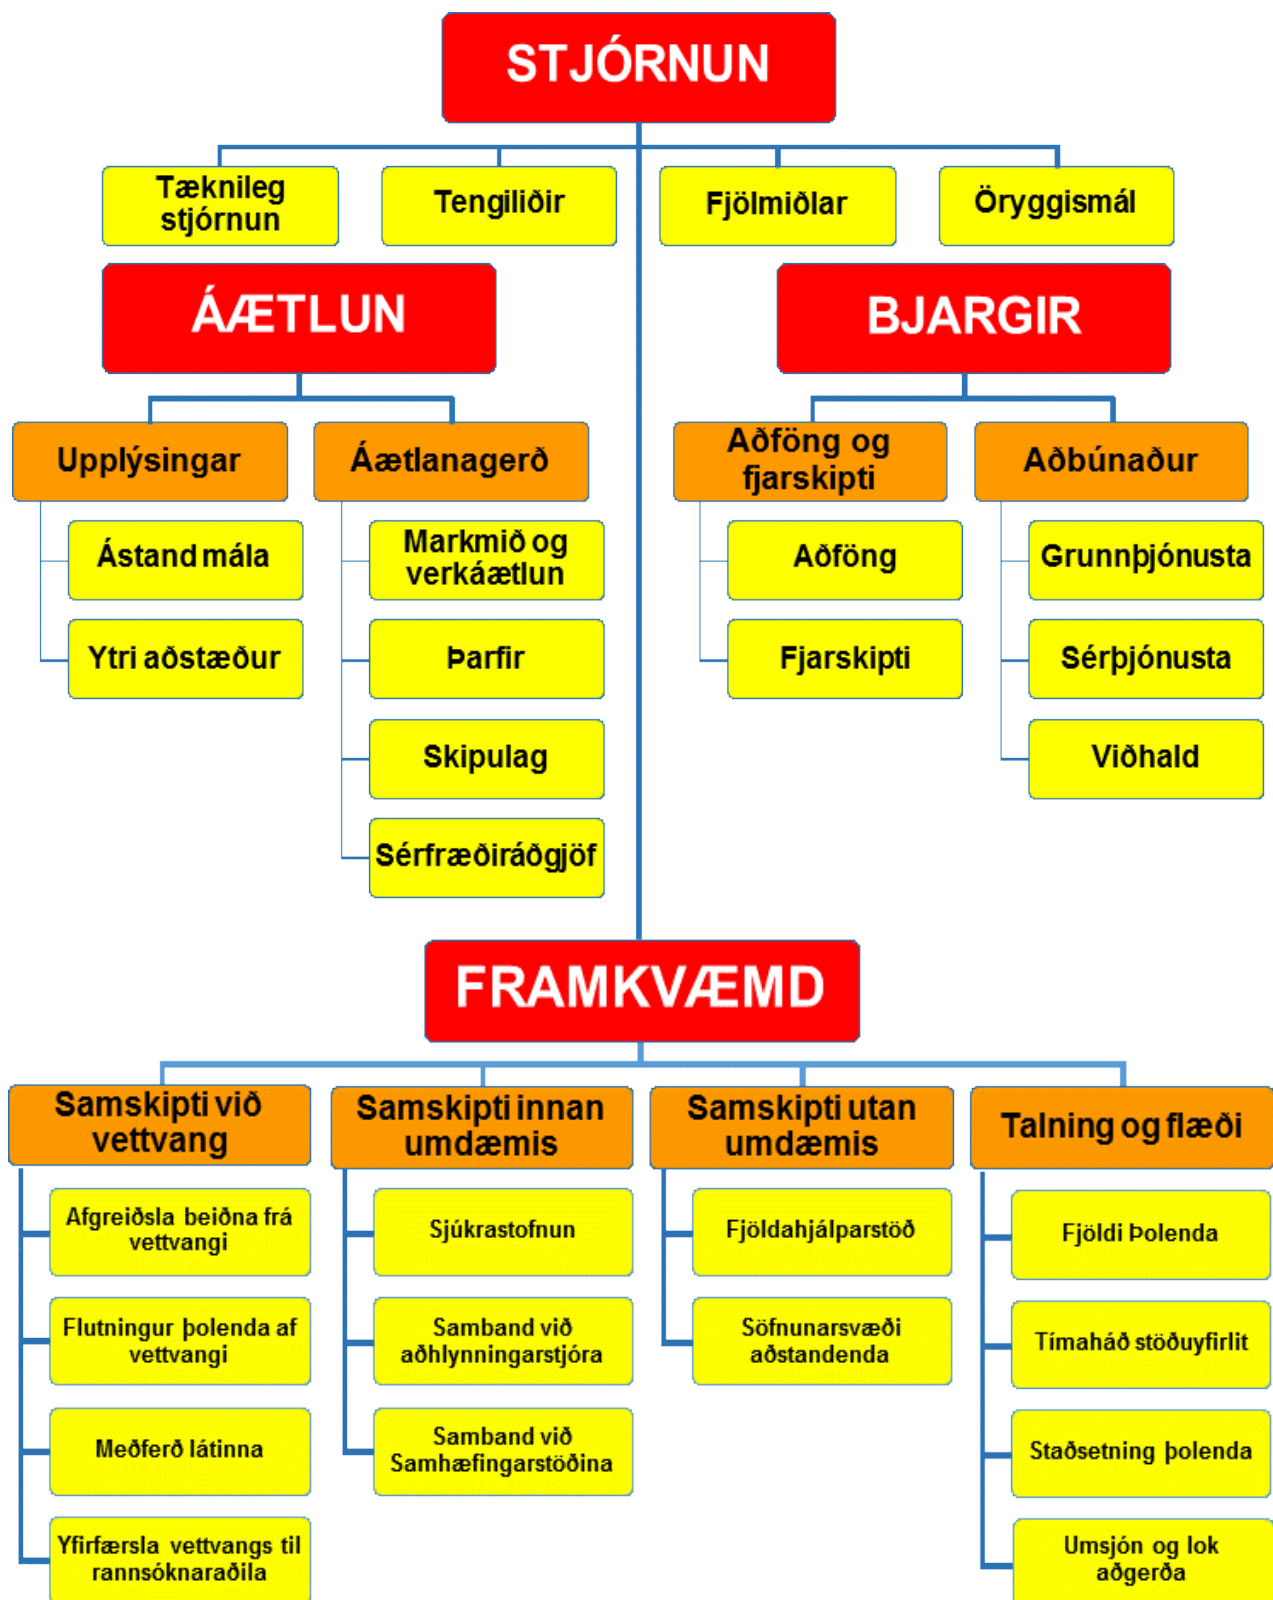 STJÓRNUN
Tæknileg
stjórnun
Tengiliðir
Fjölmiðlar
Öryggismál
ÁÆTLUN
BJARGIR
Upplýsingar
Áætlanagerð
Aðföng og
fjarskipti
Aðbúnaður
Ástand mála
Ytri aðstæður
Markmið og
verkáætlun
Þarfir
Skipulag
Sérfræðiráðgjöf
Aðföng
Fjarskipti
Grunnþjónusta
Sérþjónusta
Viðhald
FRAMKVÆMD
Samskipti við
vettvang
Samskipti innan
umdæmis
Samskipti utan
umdæmis
Talning og flæði
Afgreiðsla beiðna frá
vettvangi
Flutningur þolenda af
vettvangi
Meðferð látinna
Yfirfærsla vettvangs til
rannsóknaraðila
Sjúkrastofnun
Samband við
aðhlynningarstjóra
Samband við
Samhæfingarstöðina
Fjöldahjálparstöð
Söfnunarsvæði
aðstandenda
Fjöldi Þolenda
Tímaháð stöðuyfirlit
Staðsetning þolenda
Umsjón og lok
aðgerða